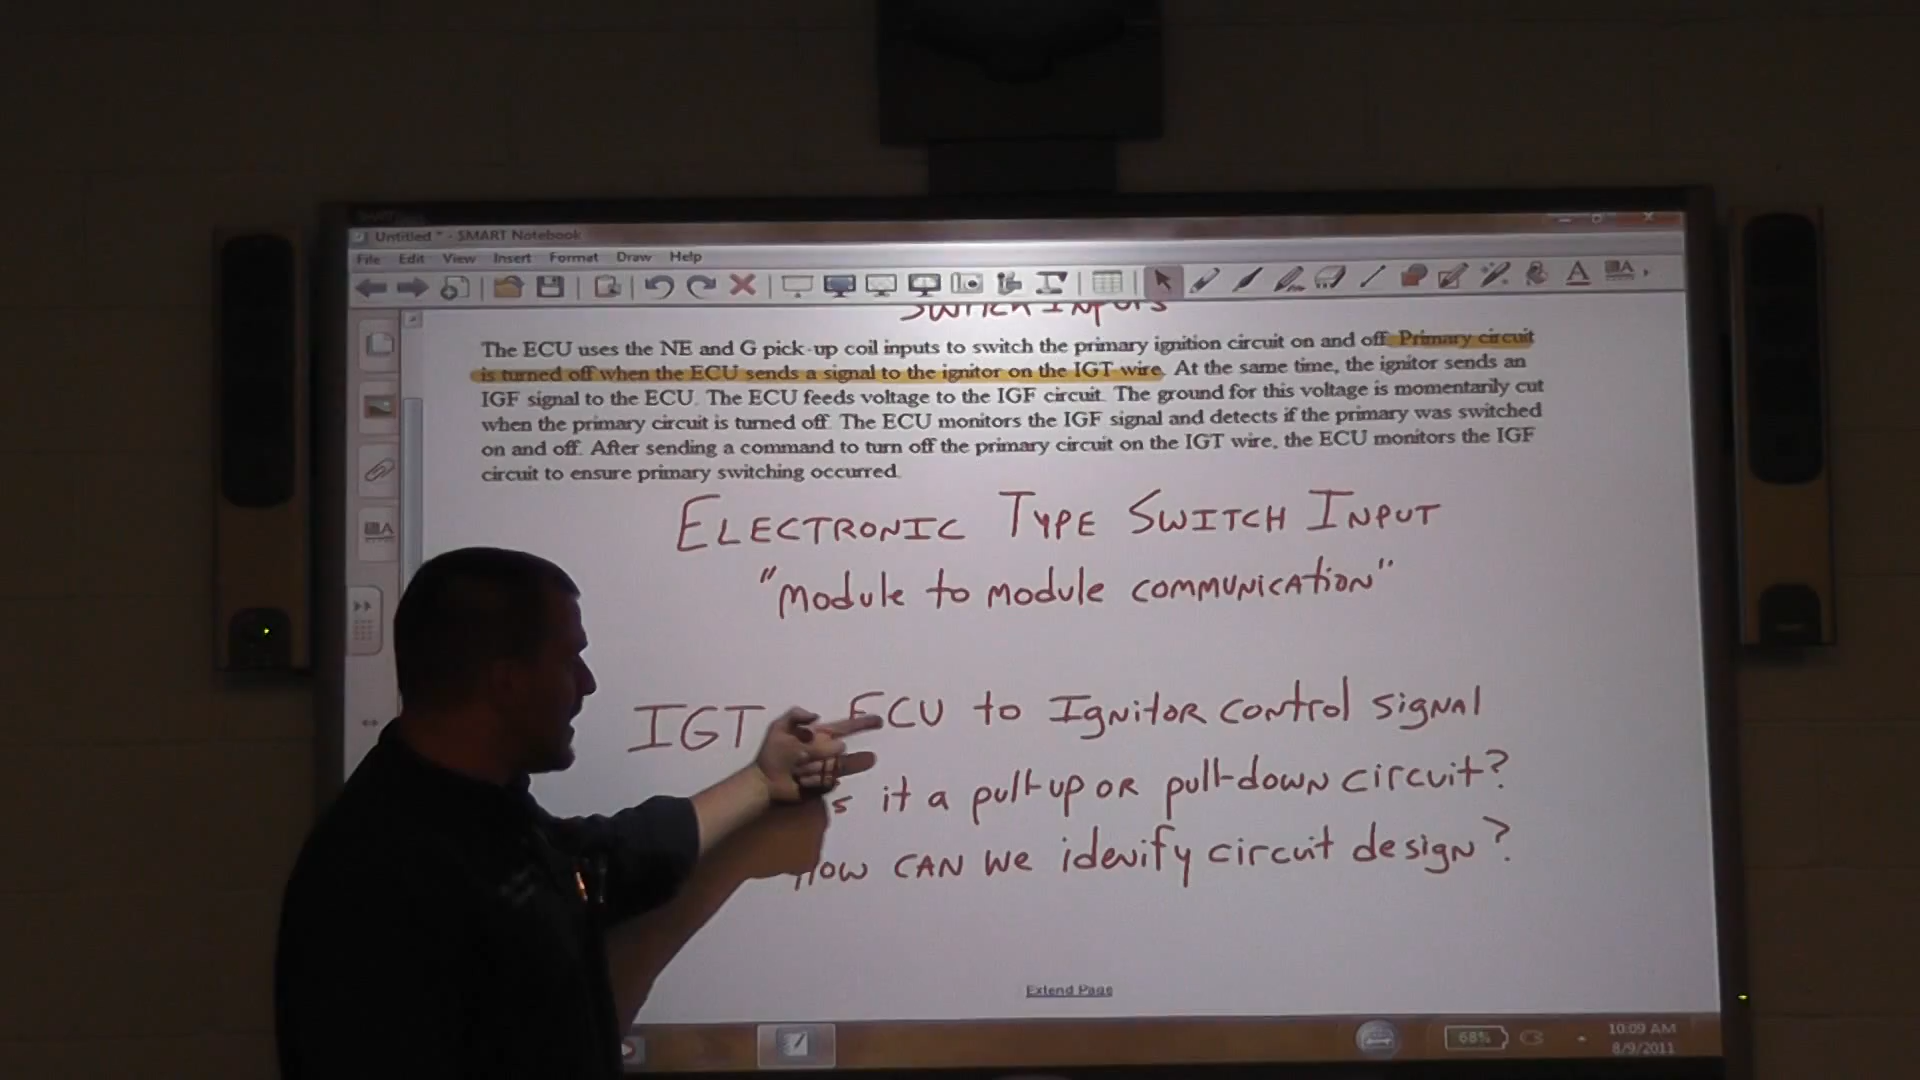 Untitled * - SMART Notebook
File Edit View Insert Format Draw Help
SWITCH INPUTS
The ECU uses the NE and G pick-up coil inputs to switch the primary ignition circuit on and off. Primary circuit
is turned off when the ECU sends a signal to the ignitor on the IGT wire. At the same time, the ignitor sends an
IGF signal to the ECU. The ECU feeds voltage to the IGF circuit. The ground for this voltage is momentarily cut
when the primary circuit is turned off. The ECU monitors the IGF signal and detects if the primary was switched
on and off. After sending a command to turn off the primary circuit on the IGT wire, the ECU monitors the IGF
circuit to ensure primary switching occurred.
ELECTRONIC TYPE SWITCH INPUT
"module to module communication"
IGT - ECU to Ignitor control signal
it a pull-up or pull-down circuit?
How can we idenify circuit design?
Extend Page
68%
10:09 AM
8/9/2011